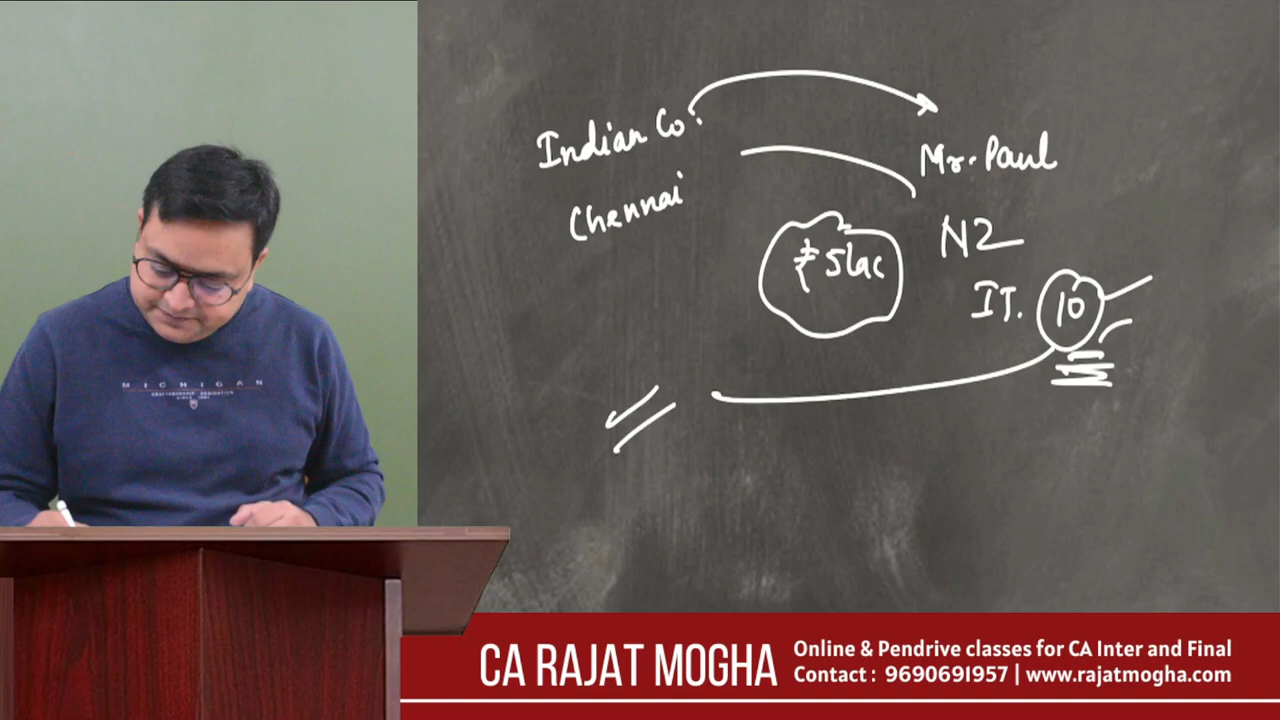 Indian Co.
Mr. Paul
Chennai
₹ 5lac
NZ
IT. 10
MICHIGAN
CA RAJAT MOGHA
Online & Pendrive classes for CA Inter and Final
Contact : 9690691957 | www.rajatmogha.com